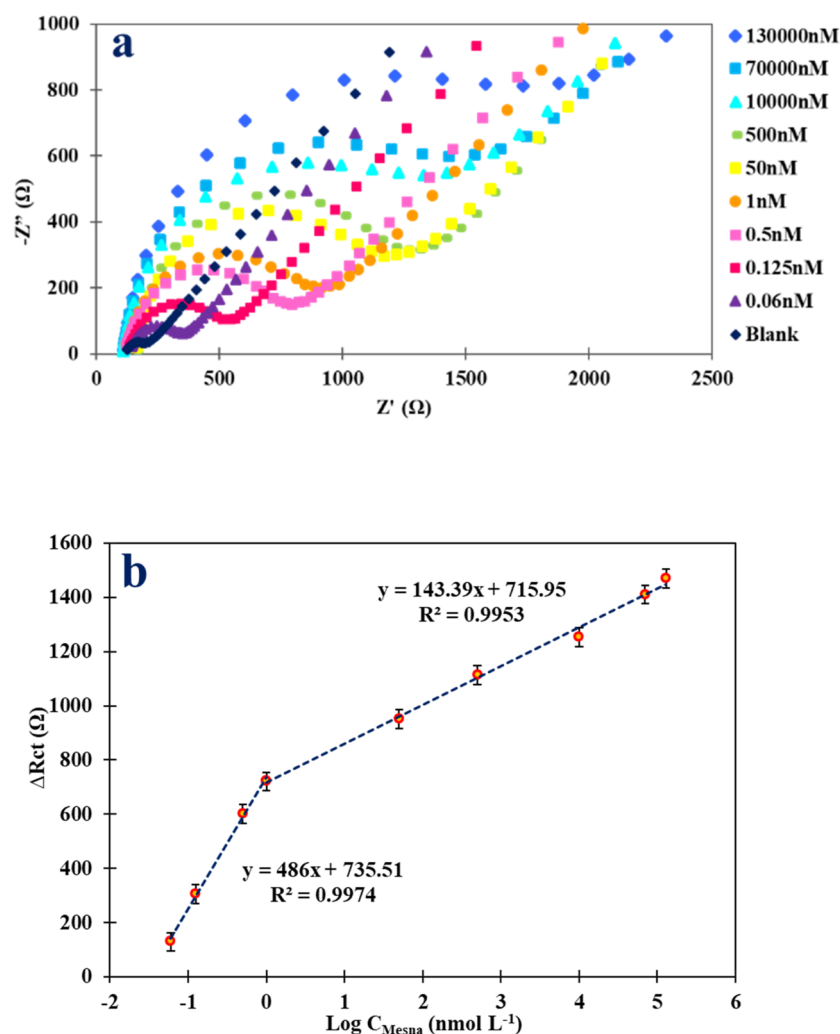 a
1000
800
600
400
200
0
-Z” (Ω)
0 500 1000 1500 2000 2500
Z' (Ω)
130000nM
70000nM
10000nM
500nM
50nM
1nM
0.5nM
0.125nM
0.06nM
Blank
b
1600
1400
1200
1000
800
600
400
200
0
ΔRct (Ω)
y = 143.39x + 715.95
R² = 0.9953
y = 486x + 735.51
R² = 0.9974
-2 -1 0 1 2 3 4 5 6
Log C Mesna (nmol L⁻¹)